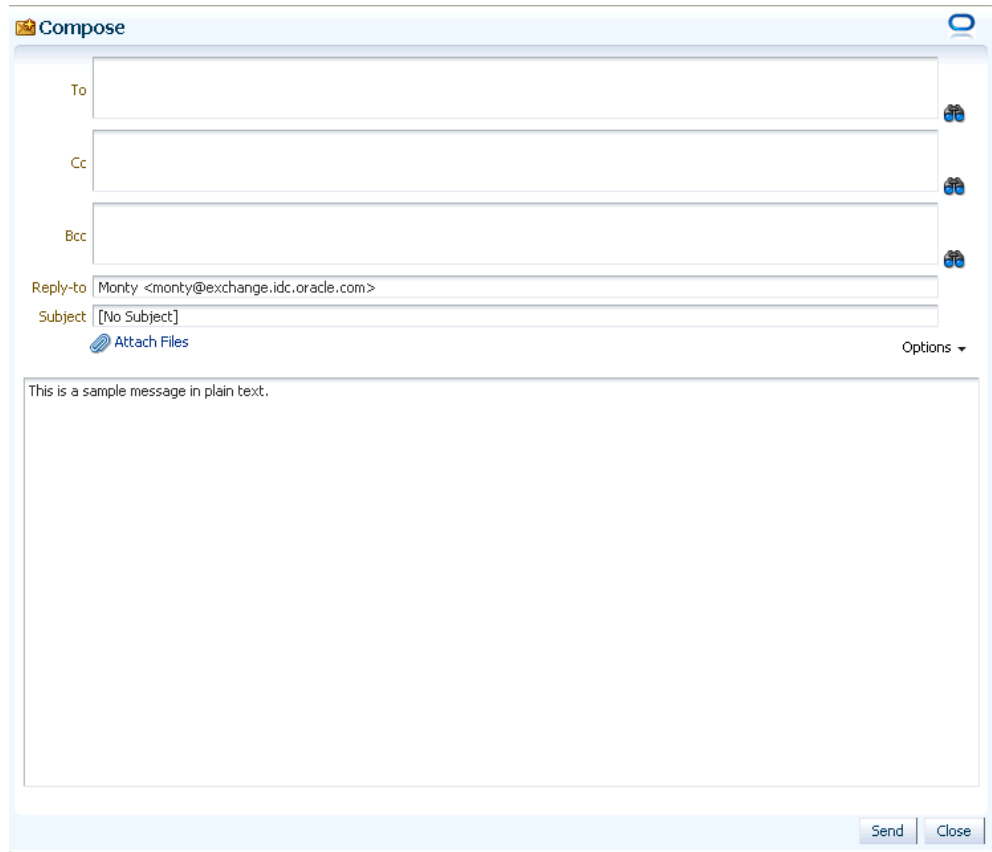 Compose
To
Cc
Bcc
Reply-to Monty <monty@exchange.idc.oracle.com>
Subject [No Subject]
Attach Files
Options
This is a sample message in plain text.
Send Close